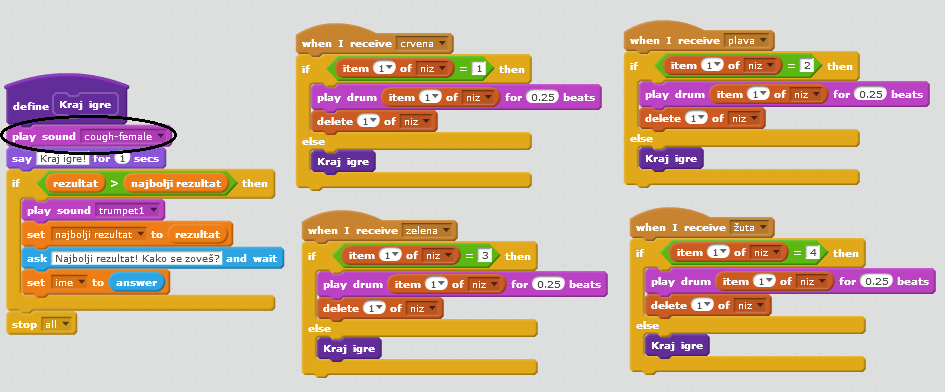 define Kraj igre
play sound cough-female
say Kraj igre! for 1 secs
if rezultat > najbolji rezultat then
play sound trumpet1
set najbolji rezultat to rezultat
ask Najbolji rezultat! Kako se zoveš? and wait
set ime to answer
stop all
when I receive crvena
if item 1 of niz = 1 then
play drum item 1 of niz for 0.25 beats
delete 1 of niz
else
Kraj igre
when I receive plava
if item 1 of niz = 2 then
play drum item 1 of niz for 0.25 beats
delete 1 of niz
else
Kraj igre
when I receive zelena
if item 1 of niz = 3 then
play drum item 1 of niz for 0.25 beats
delete 1 of niz
else
Kraj igre
when I receive žuta
if item 1 of niz = 4 then
play drum item 1 of niz for 0.25 beats
delete 1 of niz
else
Kraj igre